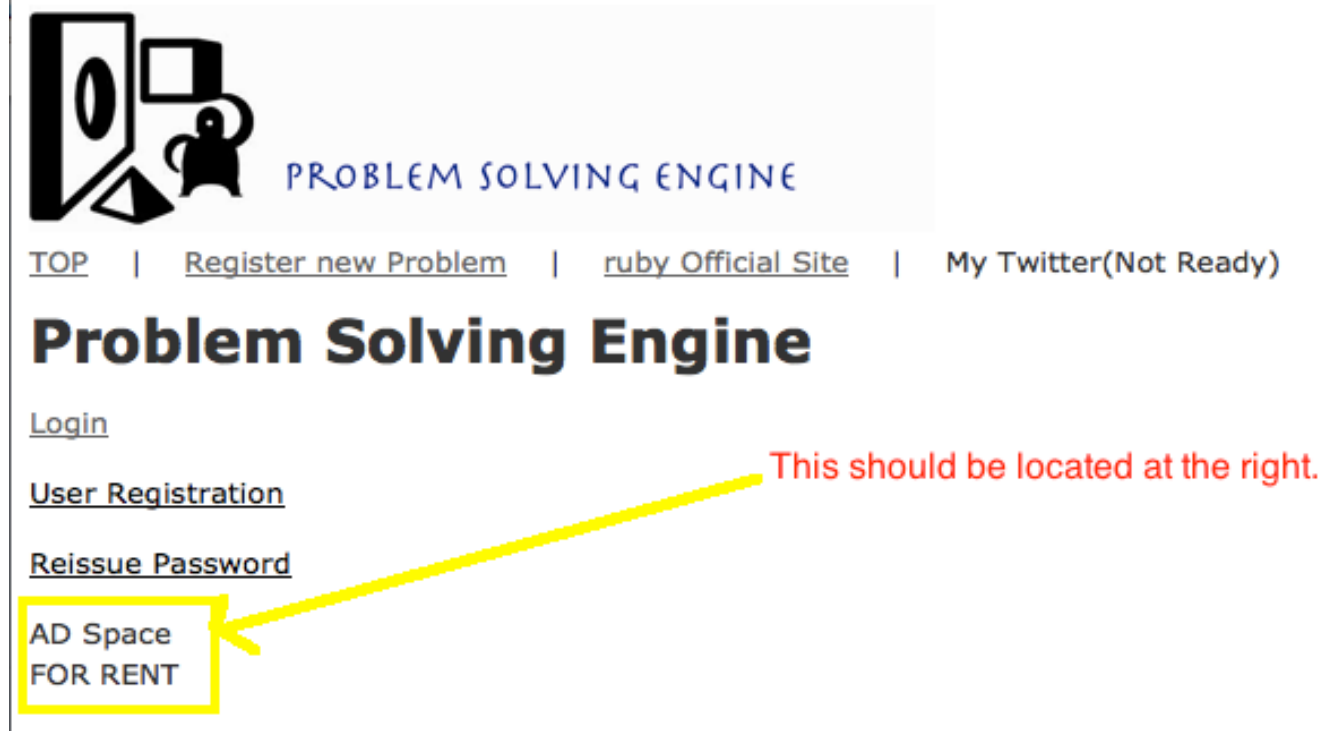 PROBLEM SOLVING ENGINE
TOP | Register new Problem | ruby Official Site | My Twitter(Not Ready)
Problem Solving Engine
Login
This should be located at the right.
User Registration
Reissue Password
AD Space
FOR RENT